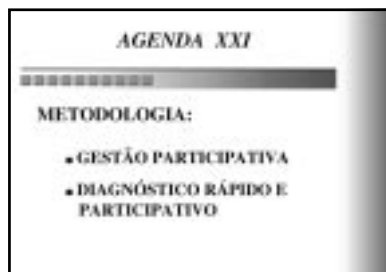 AGENDA XXI
METODOLOGIA:
GESTÃO PARTICIPATIVA
DIAGNÓSTICO RÁPIDO E
PARTICIPATIVO